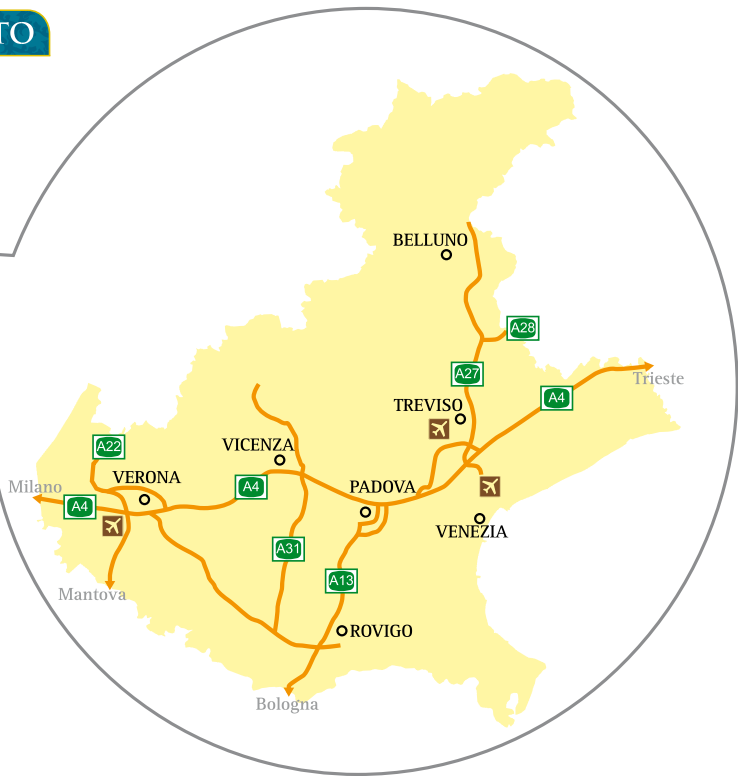 TO
BELLUNO
A28
A27
Trieste
A4
TREVISO
A22
VICENZA
VERONA
Milano
A4
A4
PADOVA
VENEZIA
A31
A13
Mantova
ROVIGO
Bologna